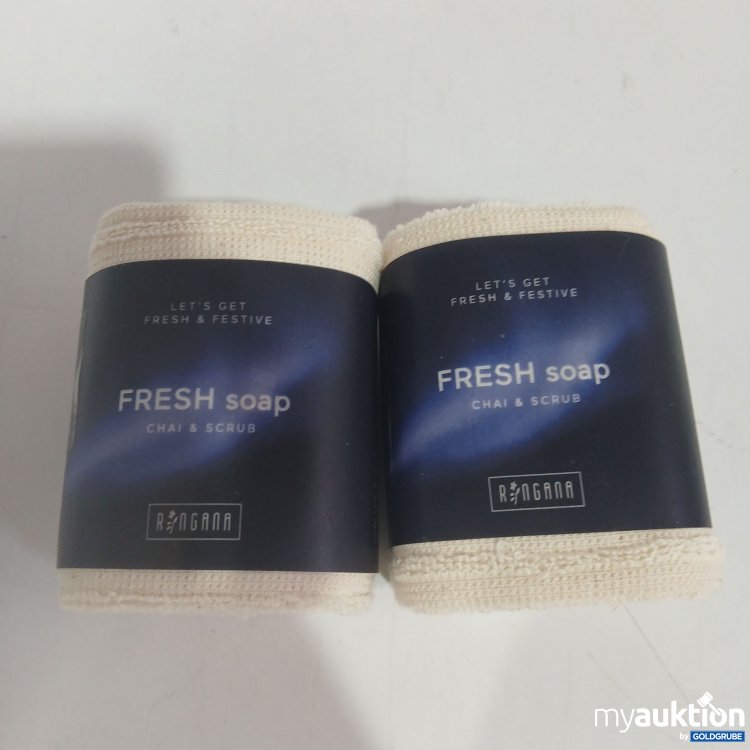 LET'S GET
FRESH & FESTIVE
FRESH soap
CHAI & SCRUB
RINGANA
LET'S GET
FRESH & FESTIVE
FRESH soap
CHAI & SCRUB
RINGANA
myauktion
by GOLDGRUBE